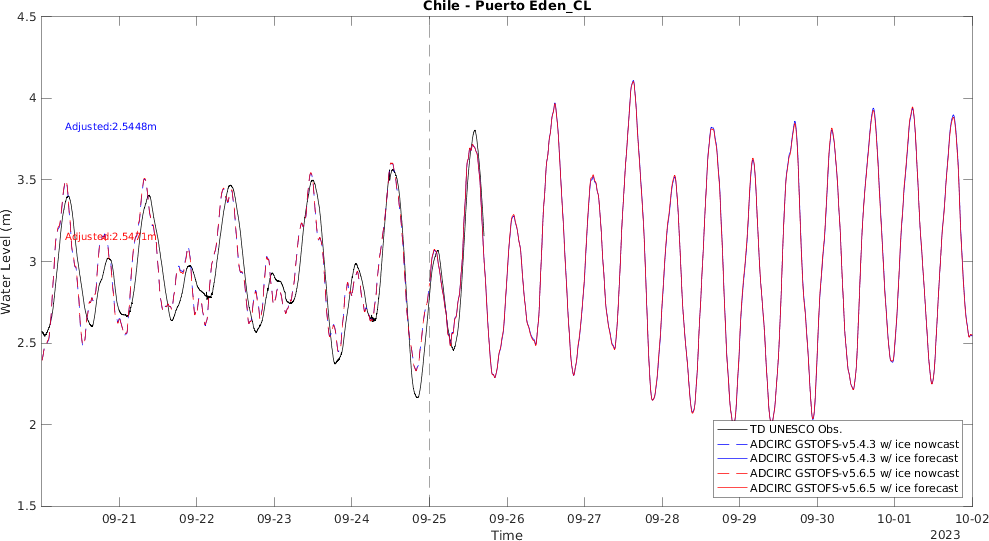 Chile - Puerto Eden_CL
4.5
4
3.5
3
2.5
2
1.5
Water Level (m)
Adjusted:2.5448m
Adjusted:2.5471m
TD UNESCO Obs.
ADCIRC GSTOFS-v5.4.3 w/ ice nowcast
ADCIRC GSTOFS-v5.4.3 w/ ice forecast
ADCIRC GSTOFS-v5.6.5 w/ ice nowcast
ADCIRC GSTOFS-v5.6.5 w/ ice forecast
09-21 09-22 09-23 09-24 09-25 09-26 09-27 09-28 09-29 09-30 10-01 10-02
Time
2023